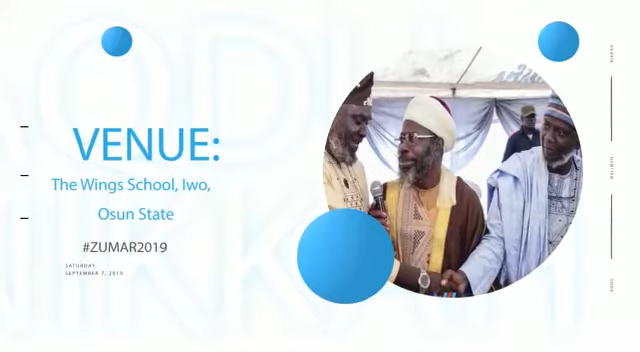 VENUE:
The Wings School, Iwo,
Osun State
#ZUMAR2019
SATURDAY,
SEPTEMBER 7, 2019